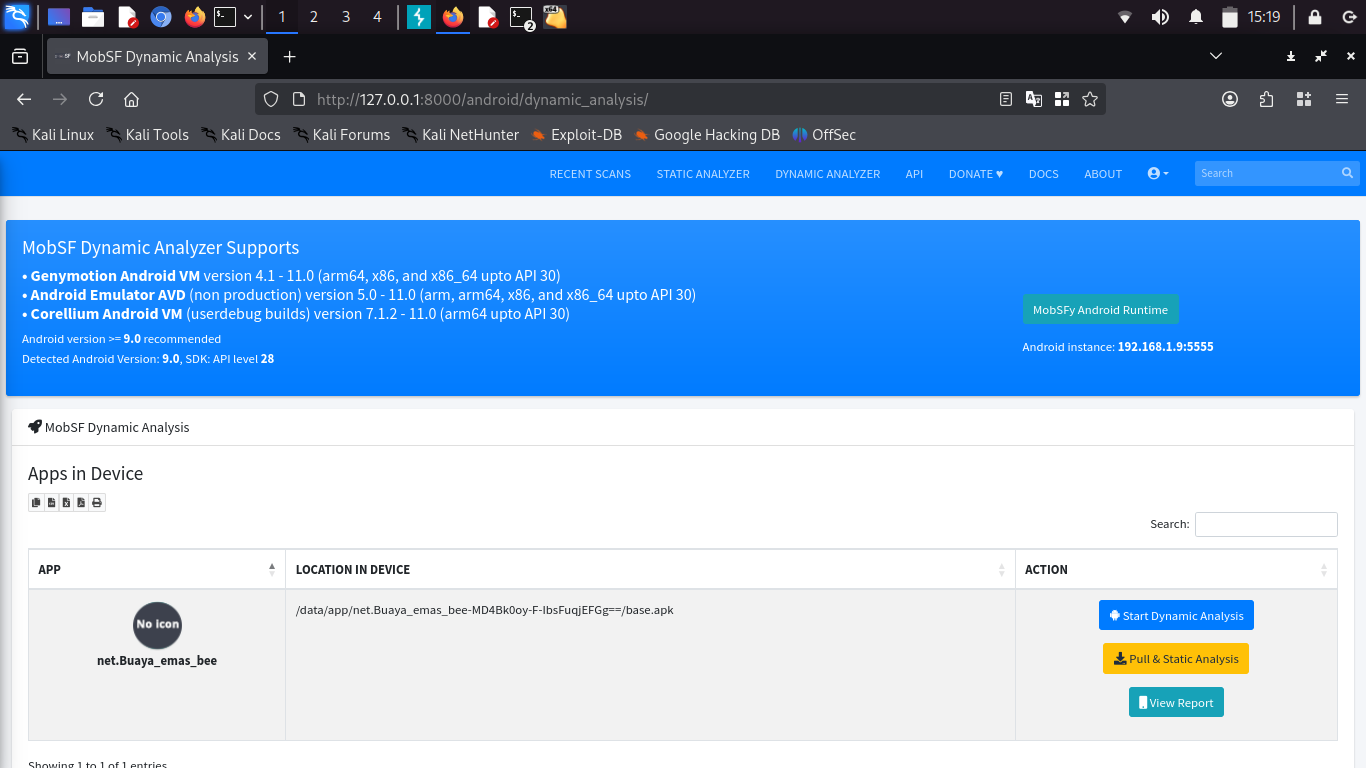 1 2 3 4 2 x64 15:19
MobSF Dynamic Analysis
http://127.0.0.1:8000/android/dynamic_analysis/
Kali Linux Kali Tools Kali Docs Kali Forums Kali NetHunter Exploit-DB Google Hacking DB OffSec
RECENT SCANS STATIC ANALYZER DYNAMIC ANALYZER API DONATE ♥ DOCS ABOUT Search
MobSF Dynamic Analyzer Supports
• Genymotion Android VM version 4.1 - 11.0 (arm64, x86, and x86_64 upto API 30)
• Android Emulator AVD (non production) version 5.0 - 11.0 (arm, arm64, x86, and x86_64 upto API 30)
• Corellium Android VM (userdebug builds) version 7.1.2 - 11.0 (arm64 upto API 30)
MobSFy Android Runtime
Android version >= 9.0 recommended
Android instance: 192.168.1.9:5555
Detected Android Version: 9.0, SDK: API level 28
MobSF Dynamic Analysis
Apps in Device
Search:
APP LOCATION IN DEVICE ACTION
/data/app/net.Buaya_emas_bee-MD4Bk0oy-F-IbsFuqjEFGg==/base.apk
Start Dynamic Analysis
No icon
net.Buaya_emas_bee
Pull & Static Analysis
View Report
Showing 1 to 1 of 1 entries